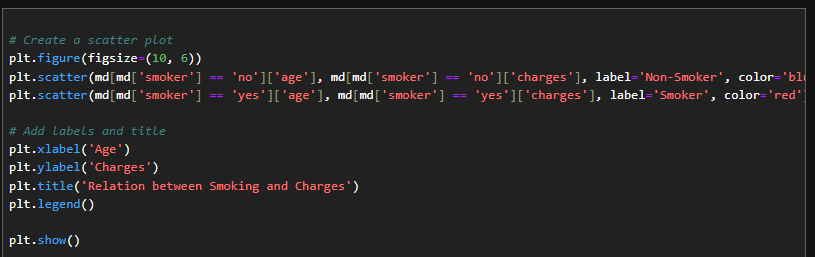 # Create a scatter plot
plt.figure(figsize=(10, 6))
plt.scatter(md[md['smoker'] == 'no']['age'], md[md['smoker'] == 'no']['charges'], label='Non-Smoker', color='blu
plt.scatter(md[md['smoker'] == 'yes']['age'], md[md['smoker'] == 'yes']['charges'], label='Smoker', color='red'
# Add labels and title
plt.xlabel('Age')
plt.ylabel('Charges')
plt.title('Relation between Smoking and Charges')
plt.legend()
plt.show()